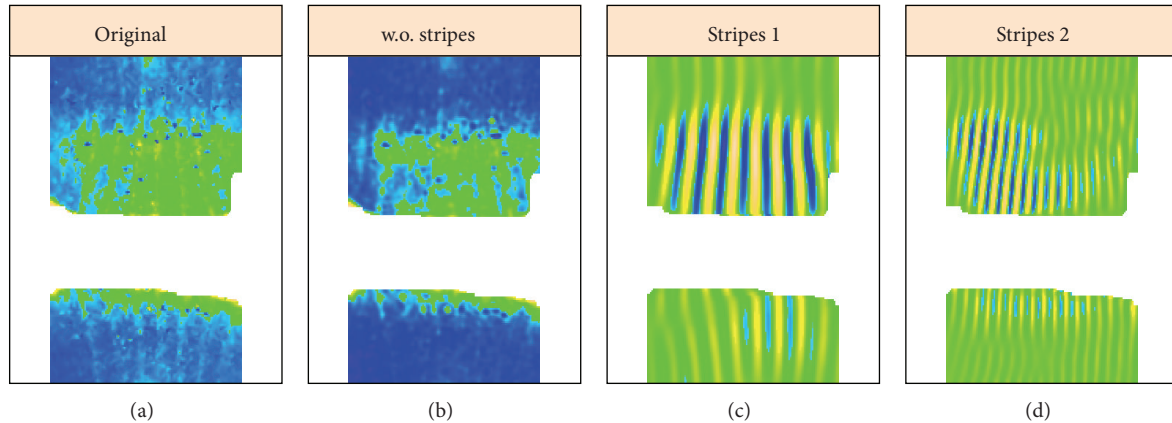 Original
w.o. stripes
Stripes 1
Stripes 2
(a)
(b)
(c)
(d)